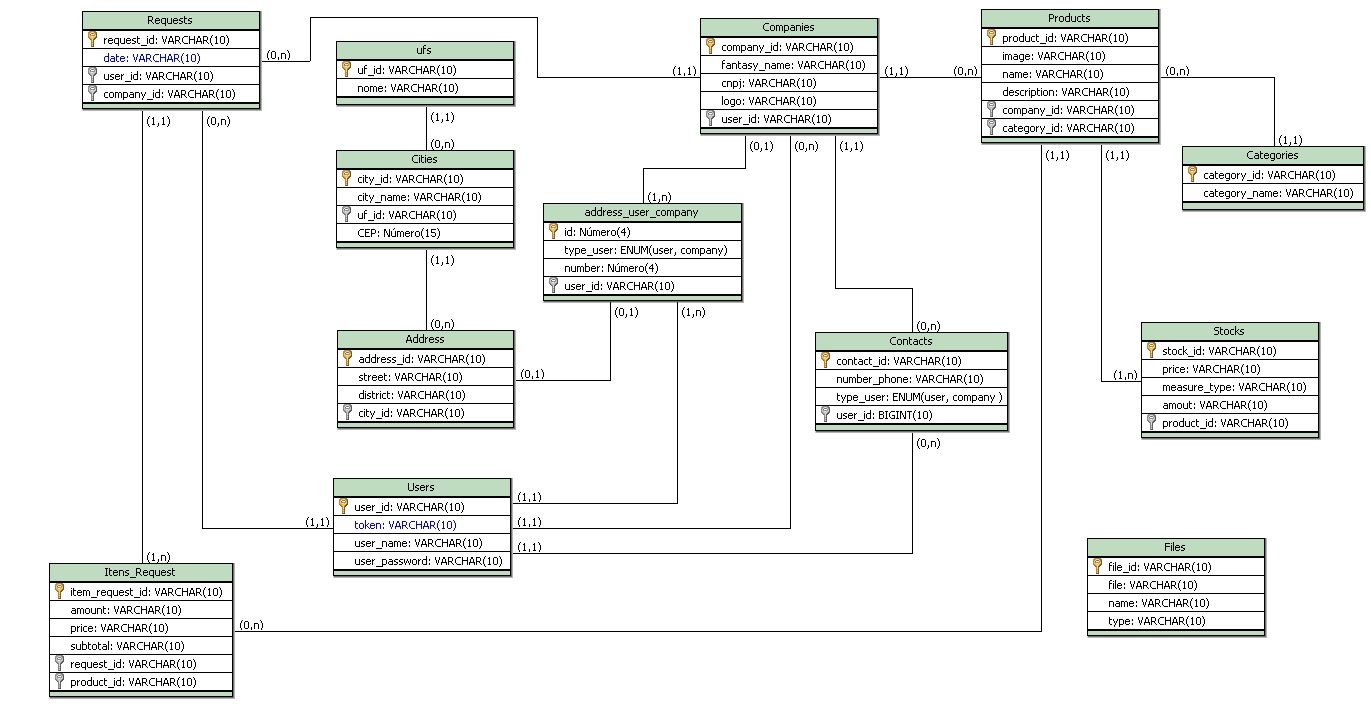 Requests
request_id: VARCHAR(10)
date: VARCHAR(10)
user_id: VARCHAR(10)
company_id: VARCHAR(10)
(0,n)
(1,1)
(0,n)
ufs
uf_id: VARCHAR(10)
nome: VARCHAR(10)
(1,1)
(0,n)
Cities
city_id: VARCHAR(10)
city_name: VARCHAR(10)
uf_id: VARCHAR(10)
CEP: Número(15)
(1,1)
(0,n)
Address
address_id: VARCHAR(10)
street: VARCHAR(10)
district: VARCHAR(10)
city_id: VARCHAR(10)
(0,1)
Companies
company_id: VARCHAR(10)
fantasy_name: VARCHAR(10)
cnpj: VARCHAR(10)
logo: VARCHAR(10)
user_id: VARCHAR(10)
(1,1)
(1,1)
(0,1)
(0,n)
(1,1)
(1,n)
address_user_company
id: Número(4)
type_user: ENUM(user, company)
number: Número(4)
user_id: VARCHAR(10)
(0,1)
(1,n)
Products
product_id: VARCHAR(10)
image: VARCHAR(10)
name: VARCHAR(10)
description: VARCHAR(10)
company_id: VARCHAR(10)
category_id: VARCHAR(10)
(0,n)
(0,n)
(1,1)
(1,1)
(1,1)
Categories
category_id: VARCHAR(10)
category_name: VARCHAR(10)
(0,n)
Contacts
contact_id: VARCHAR(10)
number_phone: VARCHAR(10)
type_user: ENUM(user, company )
user_id: BIGINT(10)
(0,n)
(1,n)
Stocks
stock_id: VARCHAR(10)
price: VARCHAR(10)
measure_type: VARCHAR(10)
amout: VARCHAR(10)
product_id: VARCHAR(10)
Users
user_id: VARCHAR(10)
token: VARCHAR(10)
user_name: VARCHAR(10)
user_password: VARCHAR(10)
(1,1)
(1,1)
(1,1)
(1,1)
(1,n)
Itens_Request
item_request_id: VARCHAR(10)
amount: VARCHAR(10)
price: VARCHAR(10)
subtotal: VARCHAR(10)
request_id: VARCHAR(10)
product_id: VARCHAR(10)
(0,n)
Files
file_id: VARCHAR(10)
file: VARCHAR(10)
name: VARCHAR(10)
type: VARCHAR(10)